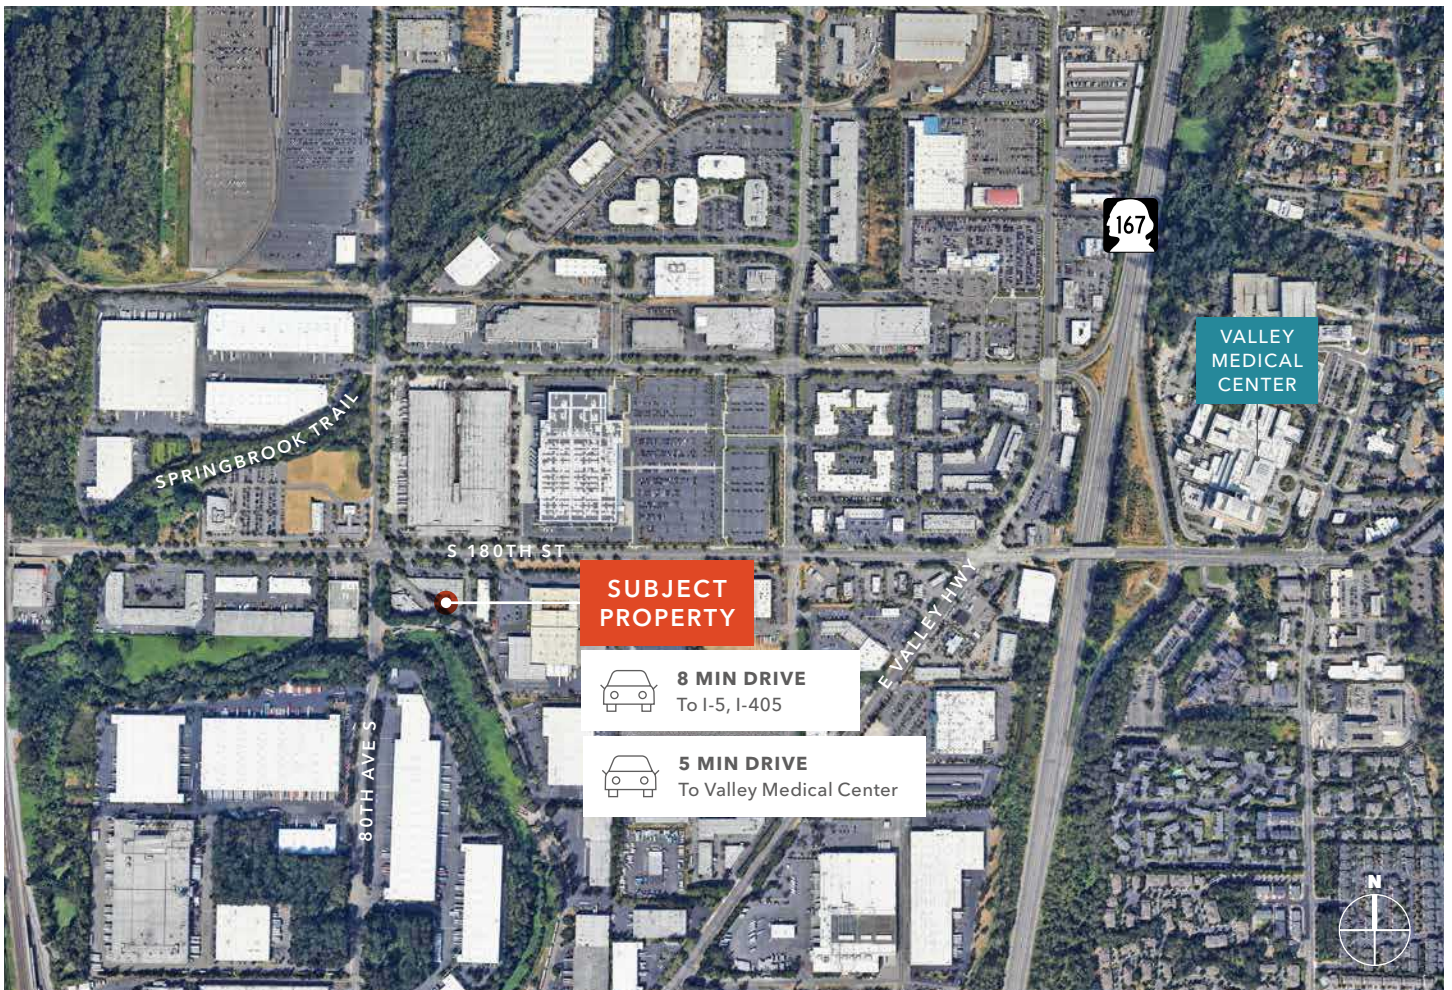 167
VALLEY
MEDICAL
CENTER
SPRINGBROOK TRAIL
S 180TH ST
SUBJECT
PROPERTY
E VALLEY HWY
8 MIN DRIVE
To I-5, I-405
80TH AVE S
5 MIN DRIVE
To Valley Medical Center
N